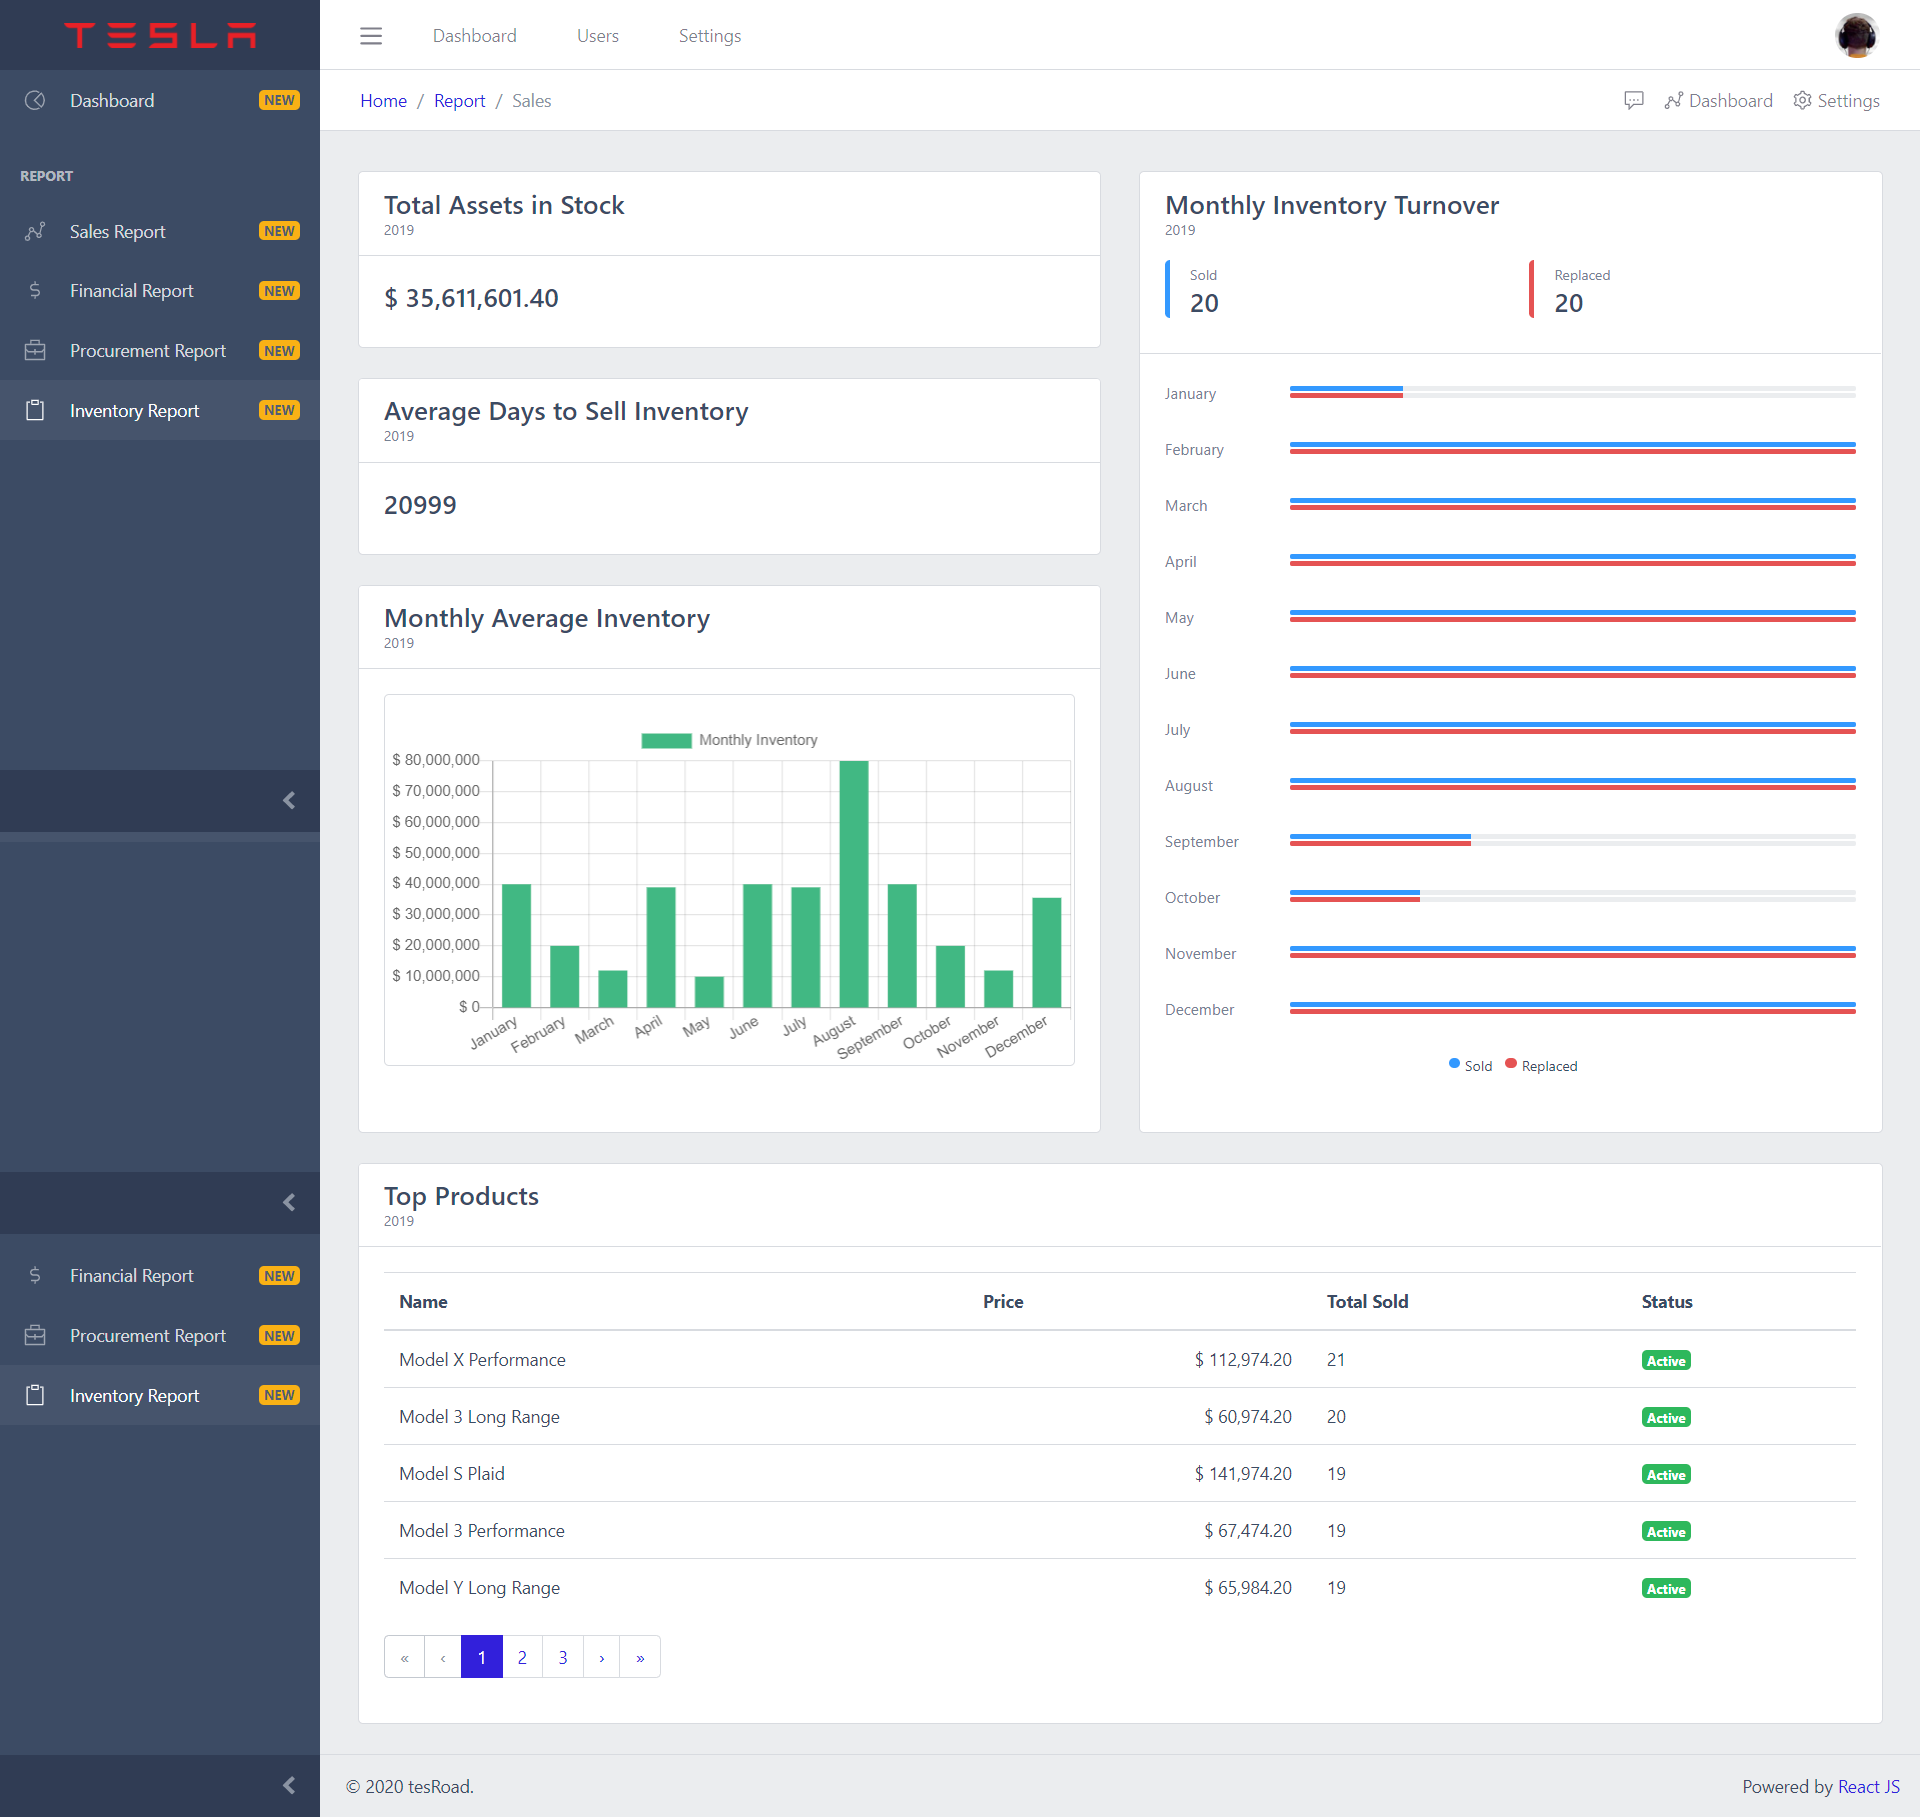 TESLA
Dashboard NEW
REPORT
Sales Report NEW
Financial Report NEW
Procurement Report NEW
Inventory Report NEW
Financial Report NEW
Procurement Report NEW
Inventory Report NEW
Dashboard Users Settings
Home / Report / Sales
Dashboard Settings
Total Assets in Stock
2019
$ 35,611,601.40
Average Days to Sell Inventory
2019
20999
Monthly Average Inventory
2019
Monthly Inventory
$ 80,000,000
$ 70,000,000
$ 60,000,000
$ 50,000,000
$ 40,000,000
$ 30,000,000
$ 20,000,000
$ 10,000,000
$ 0
January February March April May June July August September October November December
Monthly Inventory Turnover
2019
Sold Replaced
20 20
January
February
March
April
May
June
July
August
September
October
November
December
Sold Replaced
Top Products
2019
Name Price Total Sold Status
Model X Performance $ 112,974.20 21 Active
Model 3 Long Range $ 60,974.20 20 Active
Model S Plaid $ 141,974.20 19 Active
Model 3 Performance $ 67,474.20 19 Active
Model Y Long Range $ 65,984.20 19 Active
« ‹ 1 2 3 › »
© 2020 tesRoad.
Powered by React JS